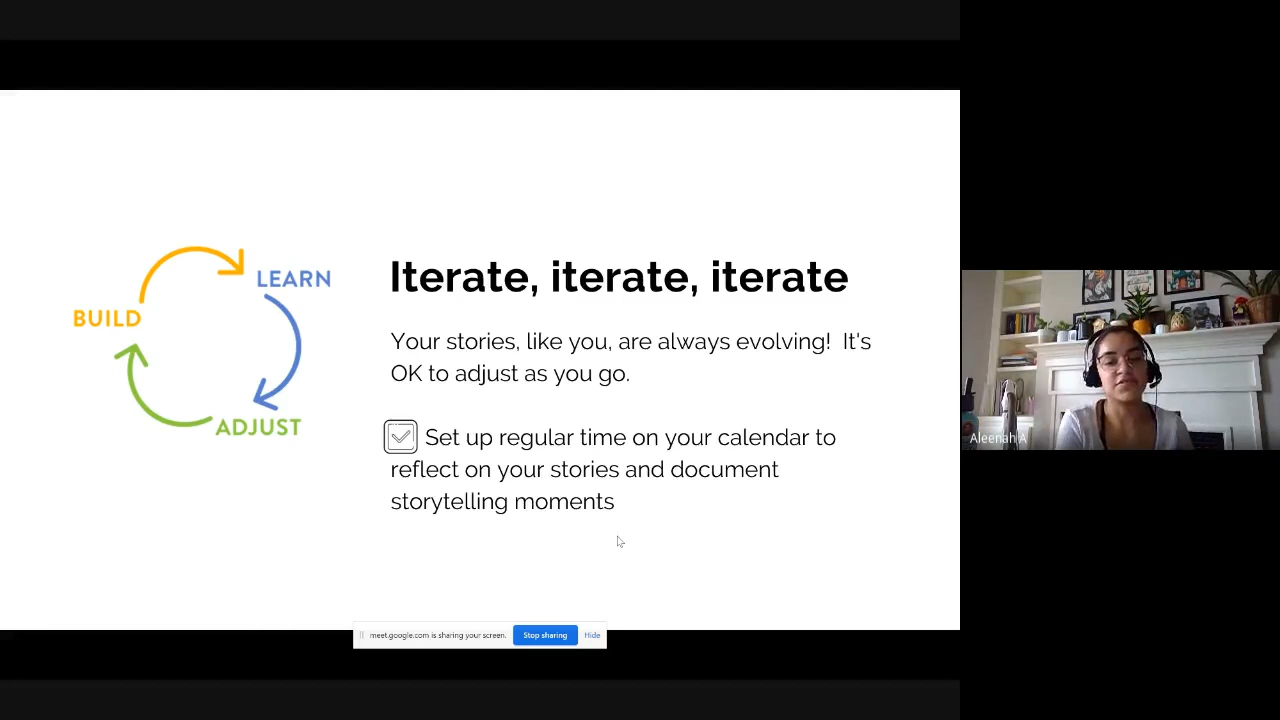 LEARN
BUILD
ADJUST
Iterate, iterate, iterate
Your stories, like you, are always evolving!  It's
OK to adjust as you go.
Set up regular time on your calendar to
reflect on your stories and document
storytelling moments
meet.google.com is sharing your screen.
Stop sharing
Hide
Aleenah A